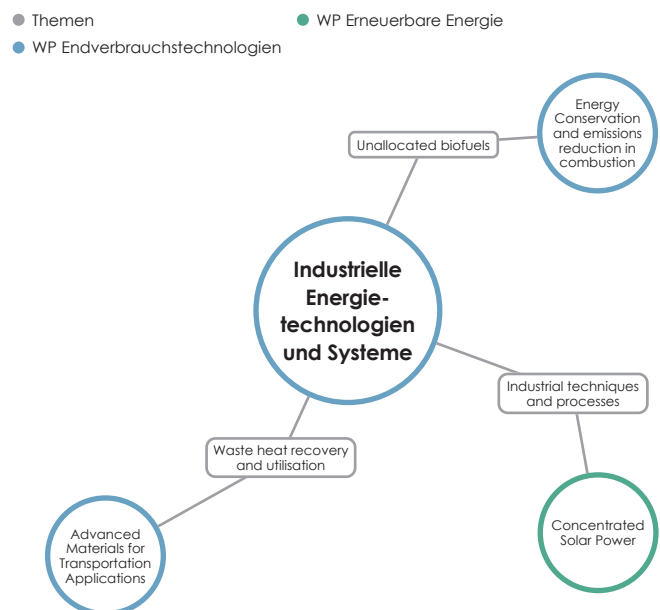 Themen
WP Erneuerbare Energie
WP Endverbrauchstechnologien
Energy
Conservation
and emissions
reduction in
combustion
Unallocated biofuels
Industrielle
Energie-
technologien
und Systeme
Industrial techniques
and processes
Waste heat recovery
and utilisation
Concentrated
Solar Power
Advanced
Materials for
Transportation
Applications